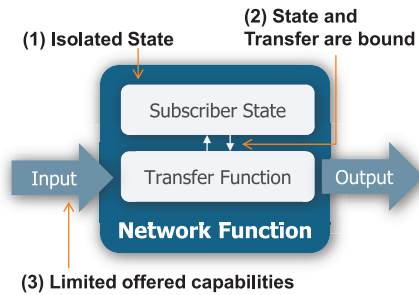 (2) State and
(1) Isolated State
Transfer are bound
Subscriber State
Input
Transfer Function
Output
Network Function
(3) Limited offered capabilities